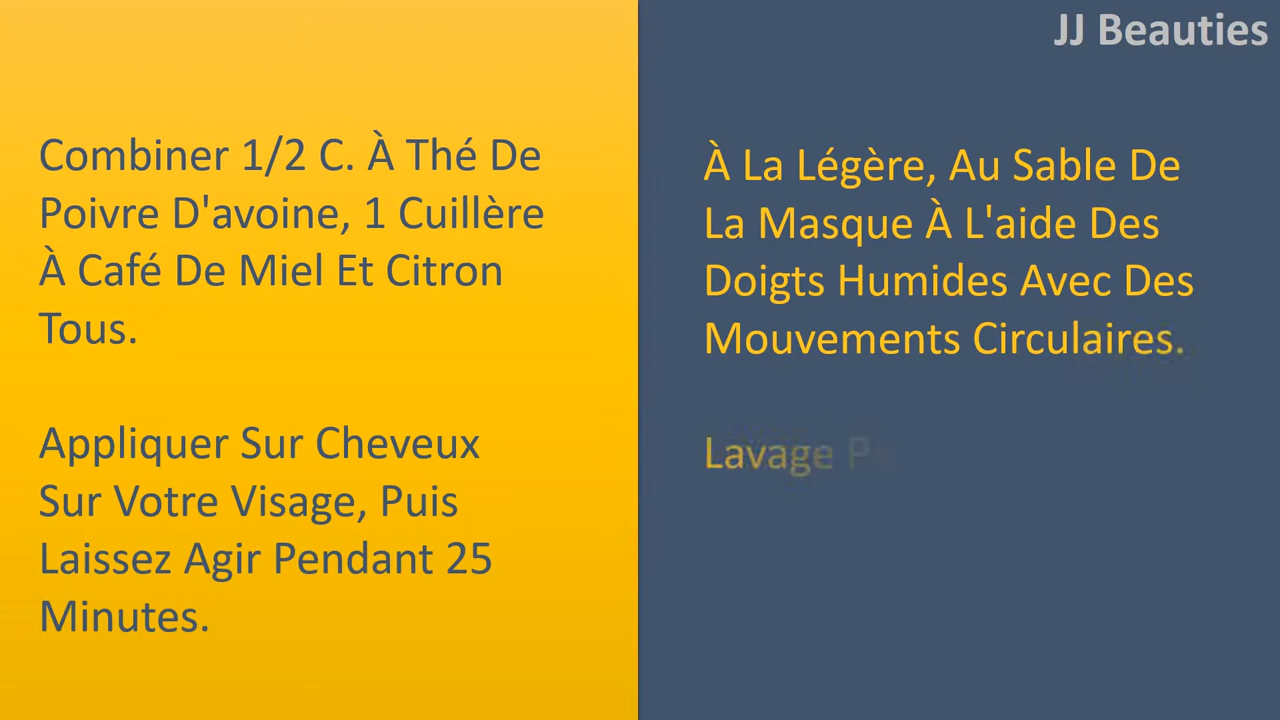 JJ Beauties
Combiner 1/2 C. À Thé De
Poivre D'avoine, 1 Cuillère
À Café De Miel Et Citron
Tous.
Appliquer Sur Cheveux
Sur Votre Visage, Puis
Laissez Agir Pendant 25
Minutes.
À La Légère, Au Sable De
La Masque À L'aide Des
Doigts Humides Avec Des
Mouvements Circulaires.
Lavage